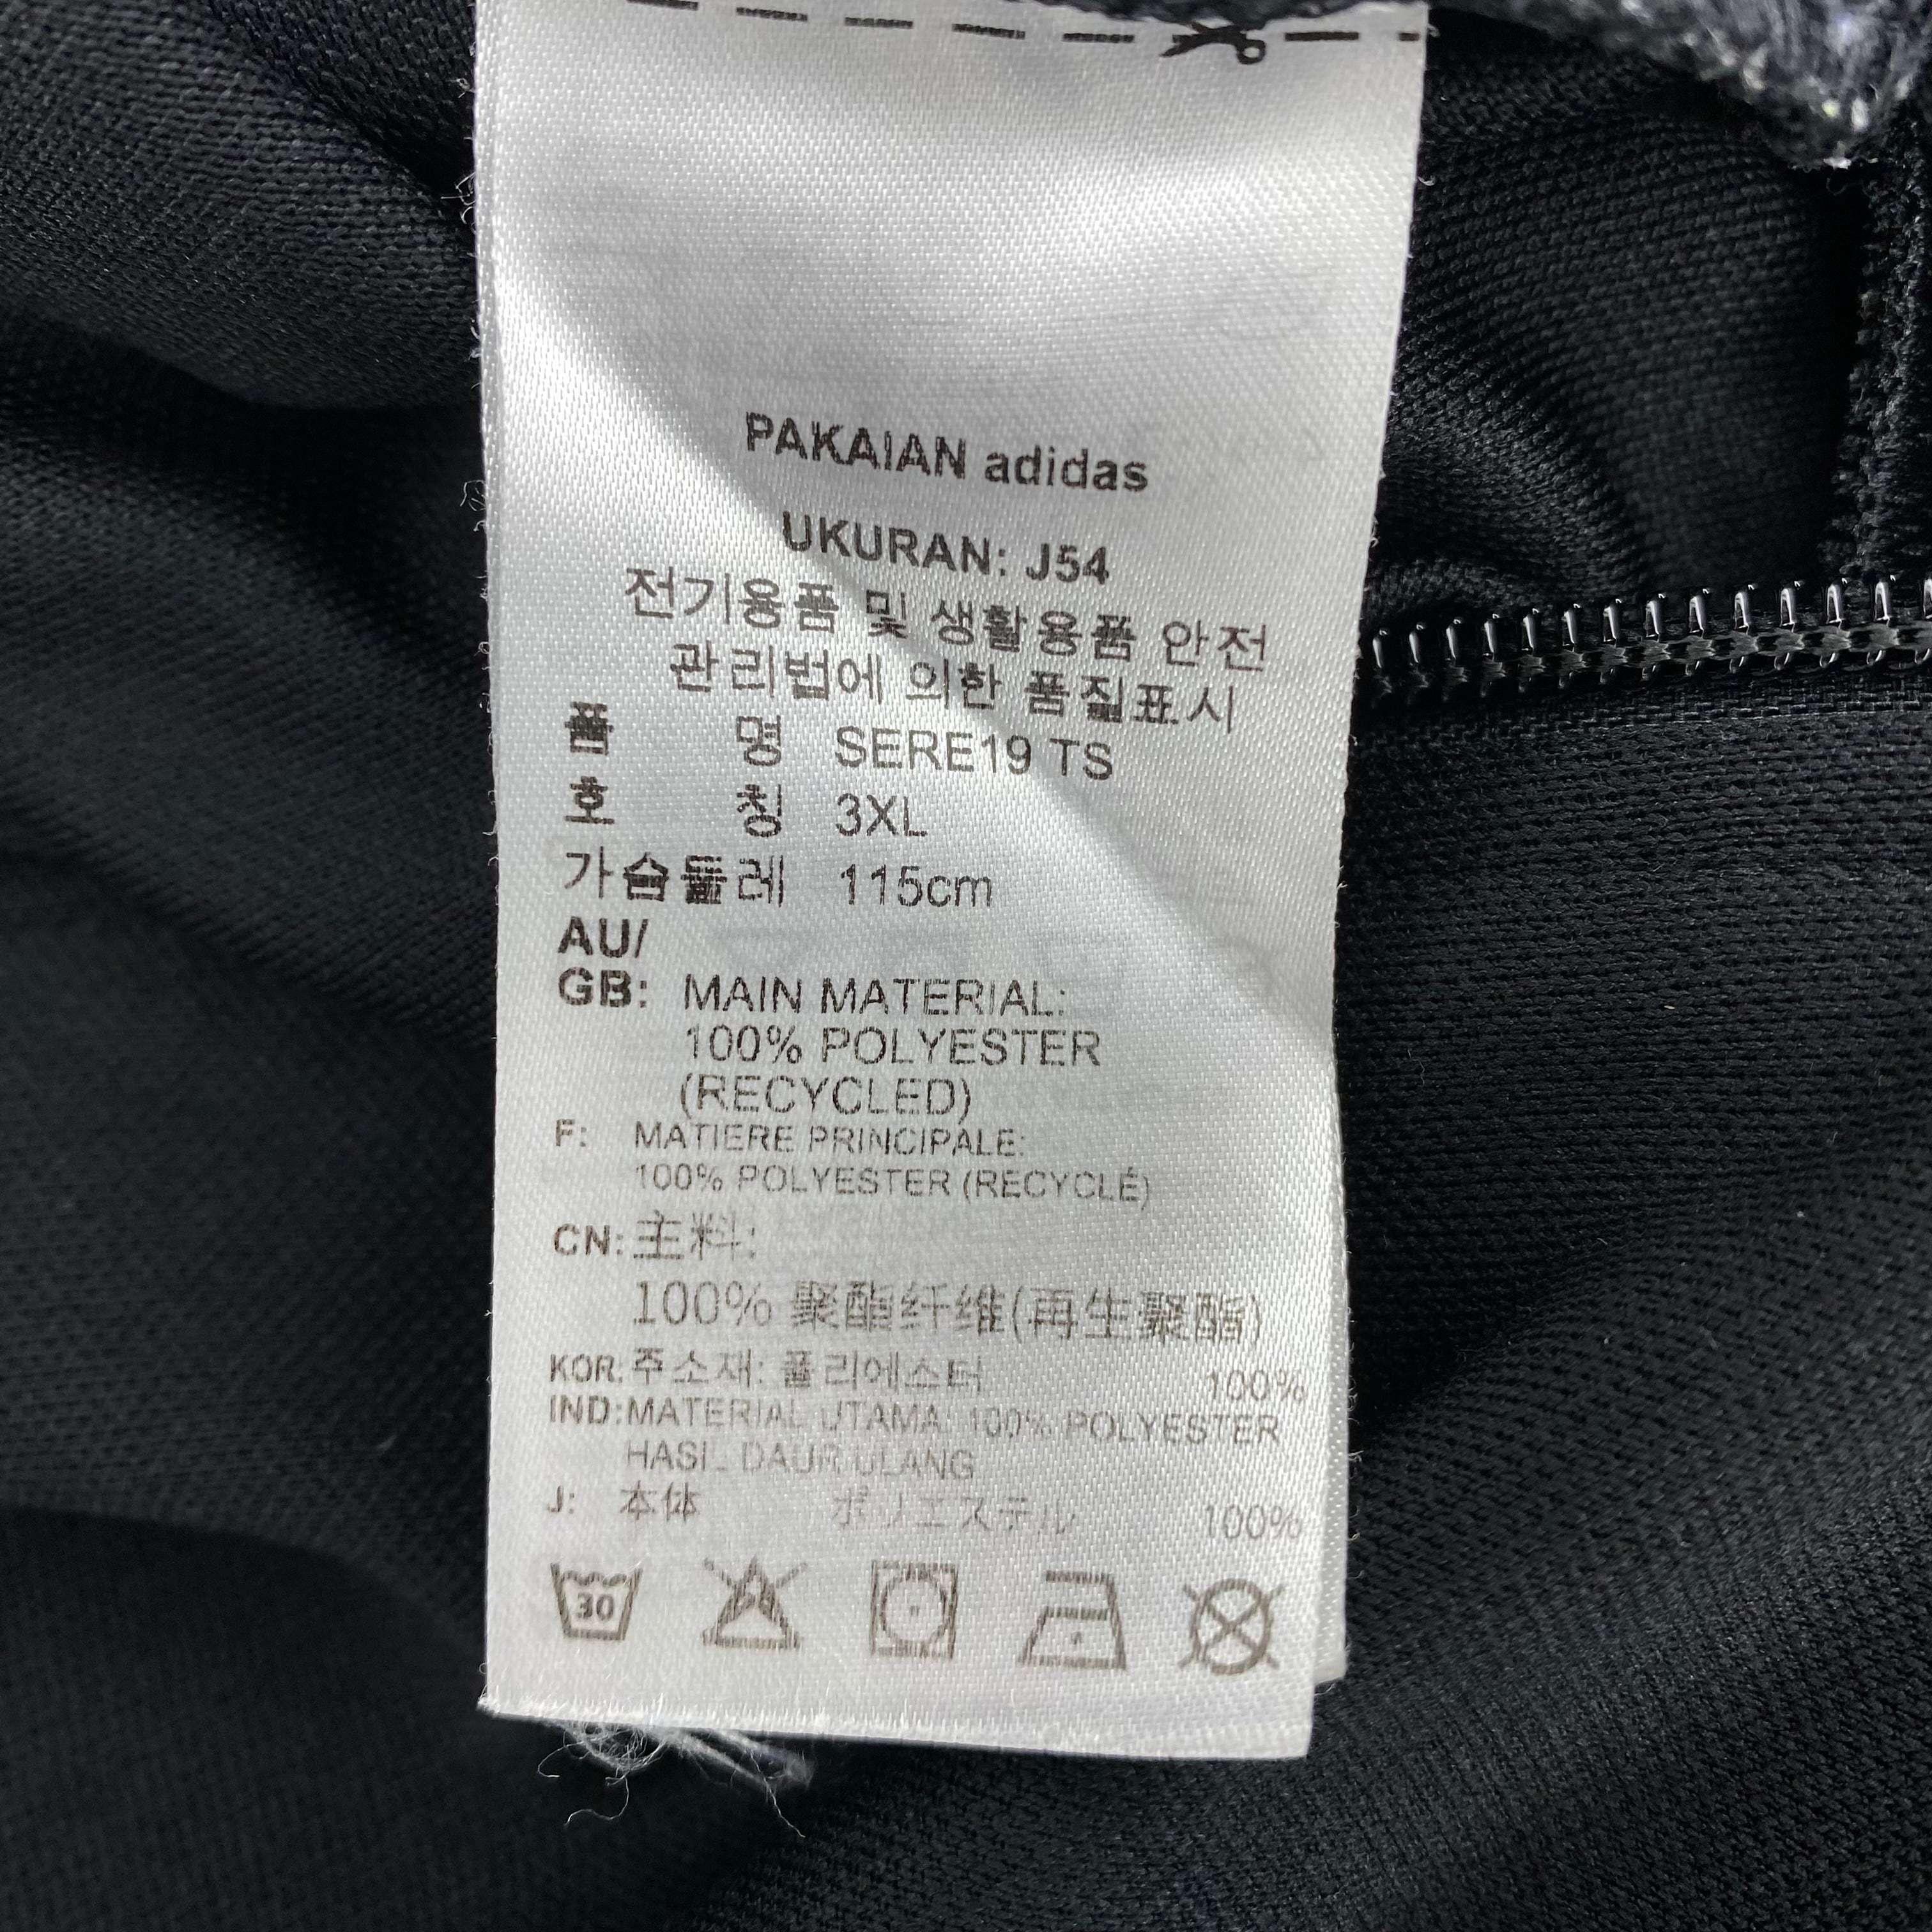 PAKAIAN adidas
UKURAN: J54
전기용품 및 생활용품 안전
관리법에 의한 품질표시
품 명 SERE19 TS
호 칭 3XL
가슴둘레 115cm
AU/
GB: MAIN MATERIAL:
100% POLYESTER
(RECYCLED)
F: MATIERE PRINCIPALE:
100% POLYESTER (RECYCLÉ)
CN: 主料:
100% 聚酯纤维(再生聚酯)
KOR: 주소재: 폴리에스터 100%
IND: MATERIAL UTAMA: 100% POLYESTER
HASIL DAUR ULANG
J: 本体 ポリエステル 100%
30